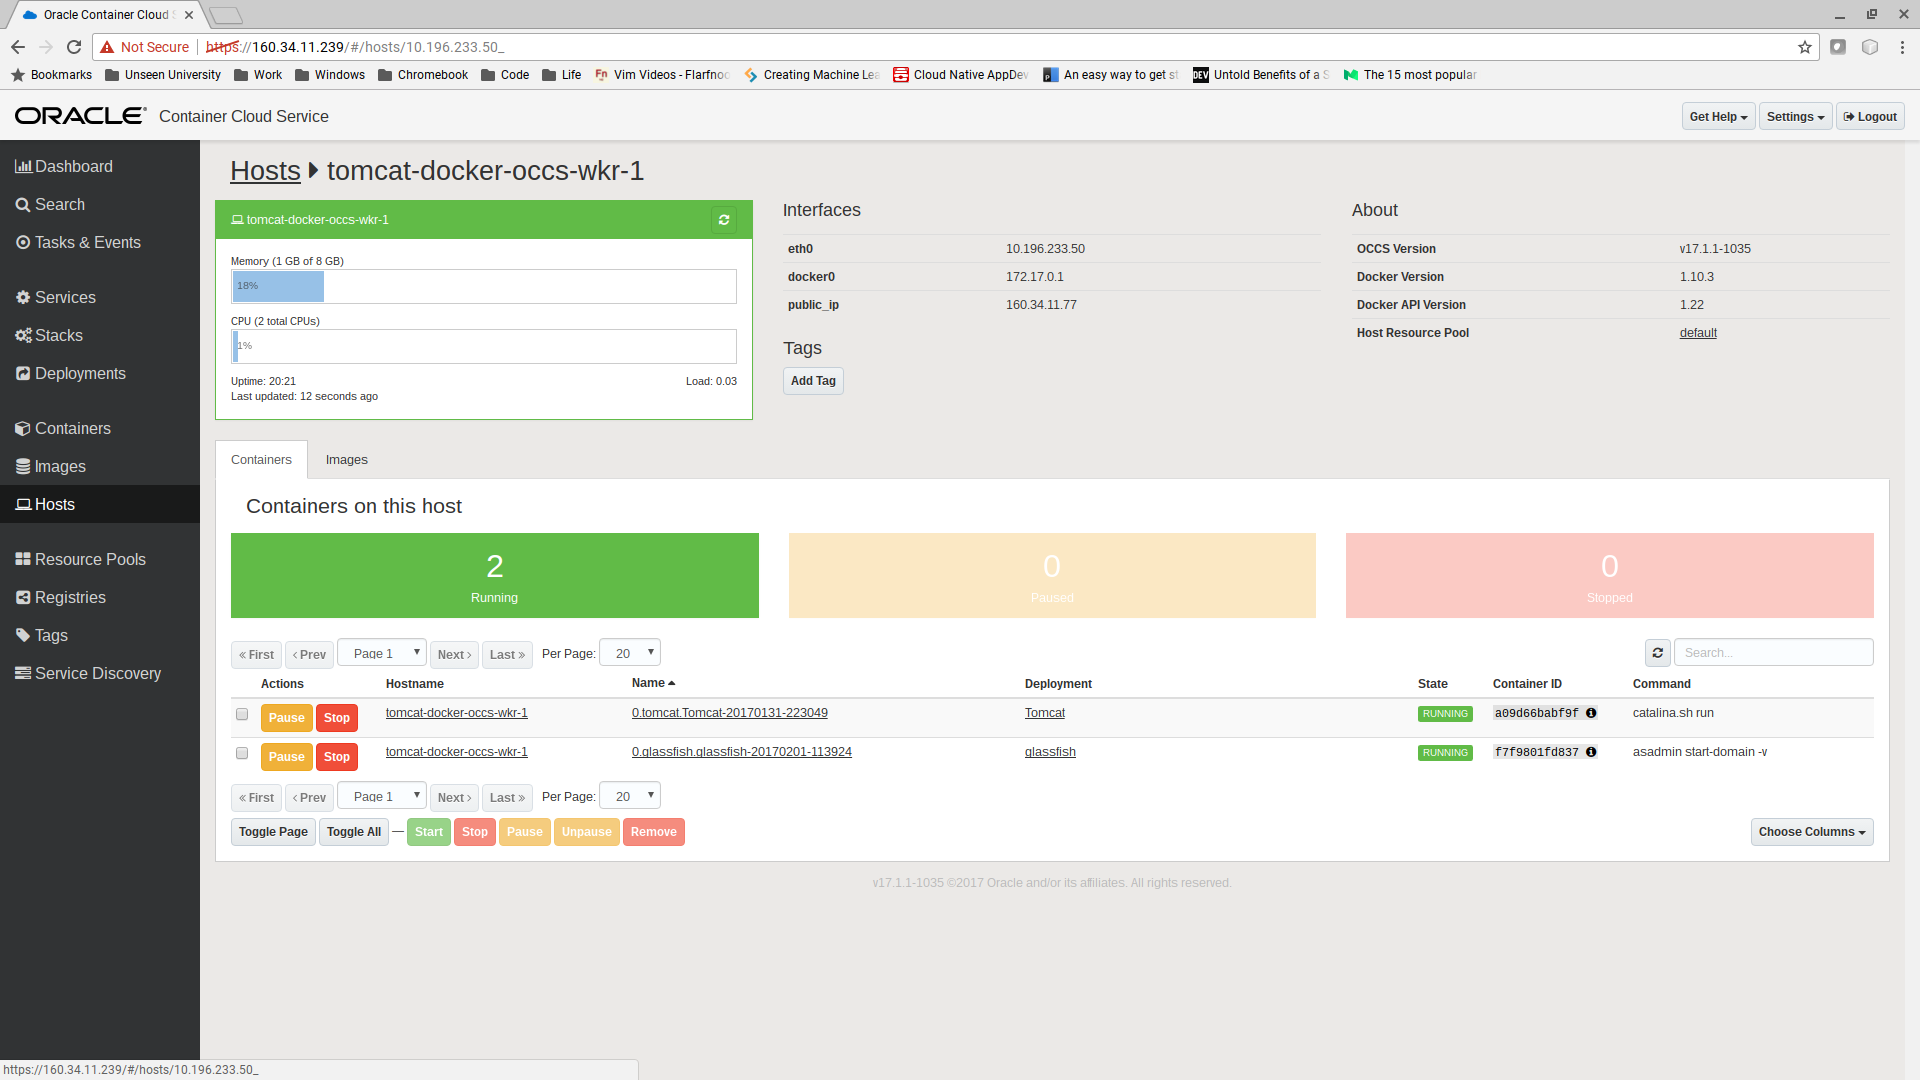 Oracle Container Cloud S
Not Secure https://160.34.11.239/#/hosts/10.196.233.50_
Bookmarks Unseen University Work Windows Chromebook Code Life Vim Videos - Flarfnoo Creating Machine Lea Cloud Native AppDev An easy way to get st Untold Benefits of a S The 15 most popular
ORACLE Container Cloud Service Get Help Settings Logout
Dashboard
Search
Tasks & Events
Services
Stacks
Deployments
Containers
Images
Hosts
Resource Pools
Registries
Tags
Service Discovery
Hosts tomcat-docker-occs-wkr-1
tomcat-docker-occs-wkr-1
Memory (1 GB of 8 GB)
18%
CPU (2 total CPUs)
1%
Uptime: 20:21 Load: 0.03
Last updated: 12 seconds ago
Interfaces
eth0 10.196.233.50
docker0 172.17.0.1
public_ip 160.34.11.77
Tags
Add Tag
About
OCCS Version v17.1.1-1035
Docker Version 1.10.3
Docker API Version 1.22
Host Resource Pool default
Containers Images
Containers on this host
2 Running
0 Paused
0 Stopped
« First ‹ Prev Page 1 Next › Last » Per Page: 20 Search...
Actions Hostname Name Deployment State Container ID Command
Pause Stop tomcat-docker-occs-wkr-1 0.tomcat.Tomcat-20170131-223049 Tomcat RUNNING a09d66babf9f catalina.sh run
Pause Stop tomcat-docker-occs-wkr-1 0.glassfish.glassfish-20170201-113924 glassfish RUNNING f7f9801fd837 asadmin start-domain -v
« First ‹ Prev Page 1 Next › Last » Per Page: 20
Toggle Page Toggle All — Start Stop Pause Unpause Remove Choose Columns
v17.1.1-1035 ©2017 Oracle and/or its affiliates. All rights reserved.
https://160.34.11.239/#/hosts/10.196.233.50_